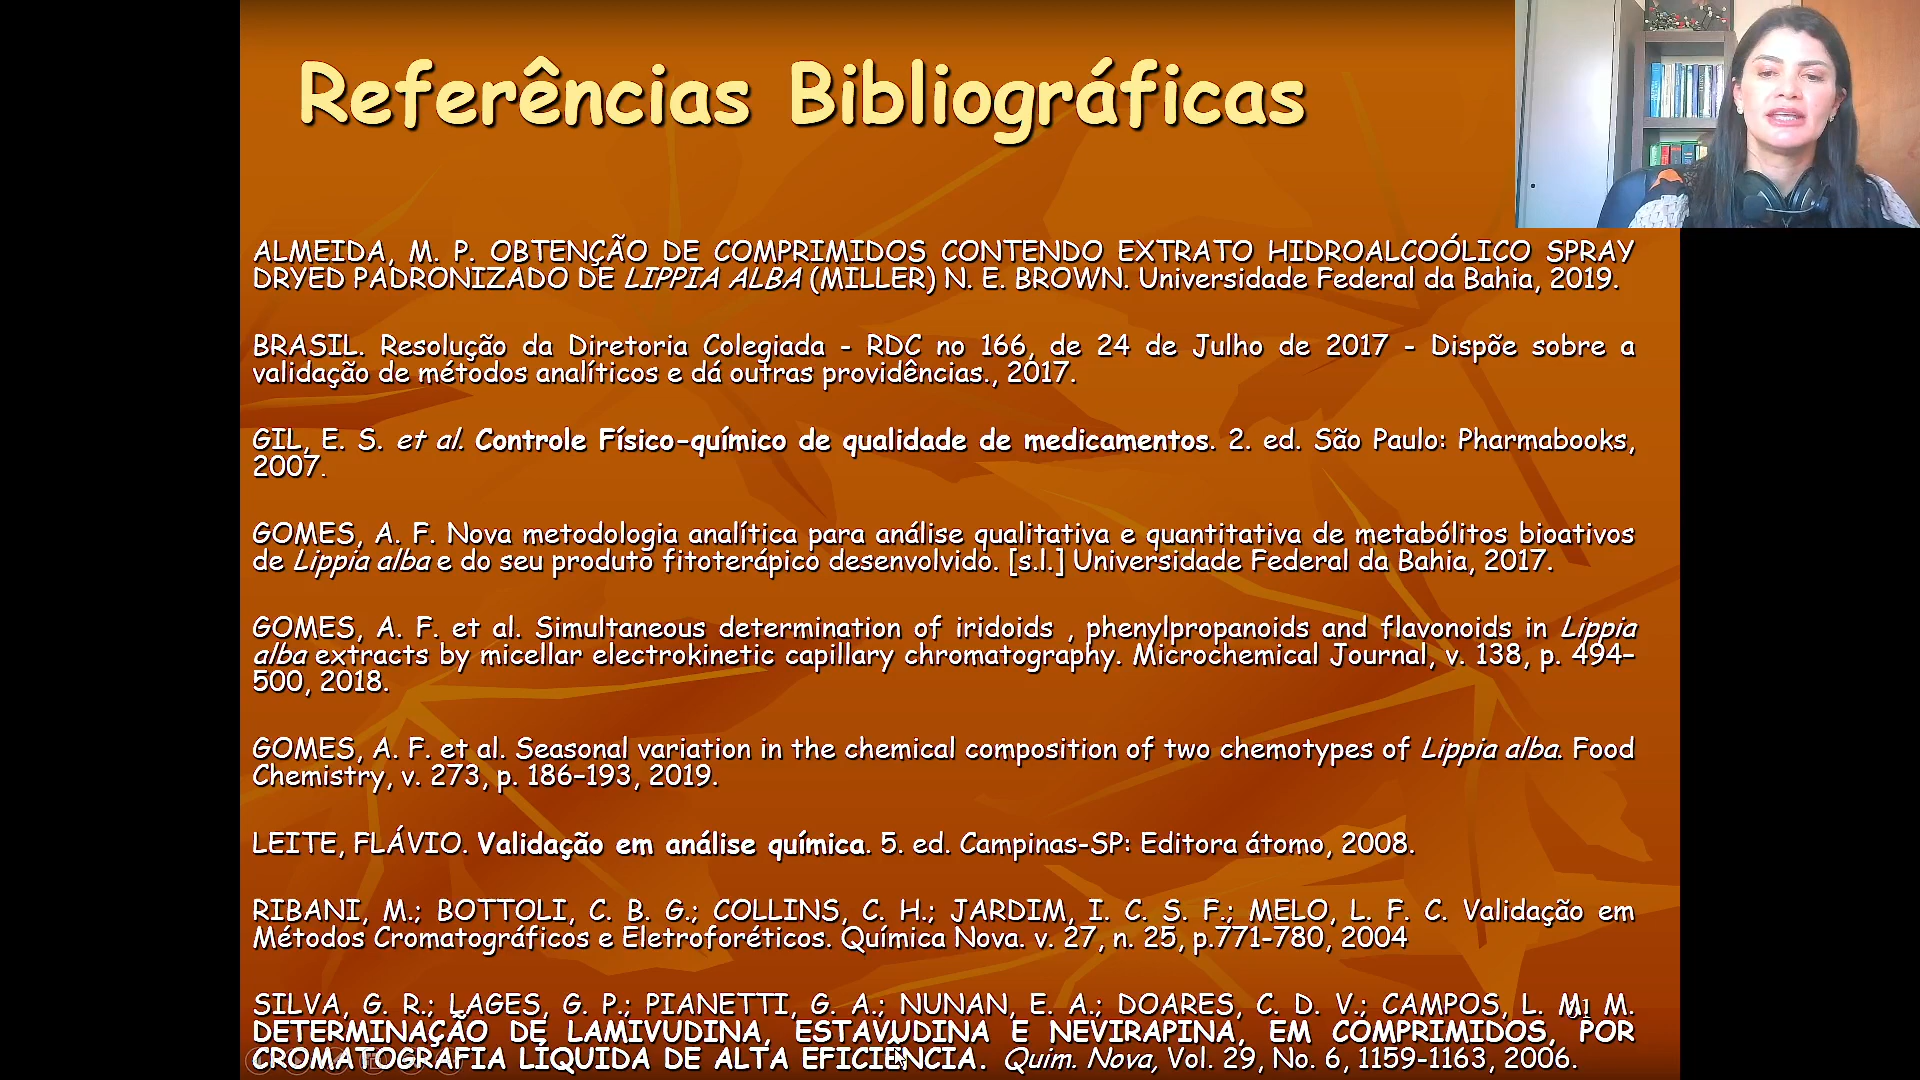 Referências Bibliográficas
ALMEIDA, M. P. OBTENÇÃO DE COMPRIMIDOS CONTENDO EXTRATO HIDROALCOÓLICO SPRAY
DRYED PADRONIZADO DE LIPPIA ALBA (MILLER) N. E. BROWN. Universidade Federal da Bahia, 2019.
BRASIL. Resolução da Diretoria Colegiada - RDC no 166, de 24 de Julho de 2017 - Dispõe sobre a
validação de métodos analíticos e dá outras providências., 2017.
GIL, E. S. et al. Controle Físico-químico de qualidade de medicamentos. 2. ed. São Paulo: Pharmabooks,
2007.
GOMES, A. F. Nova metodologia analítica para análise qualitativa e quantitativa de metabólitos bioativos
de Lippia alba e do seu produto fitoterápico desenvolvido. [s.l.] Universidade Federal da Bahia, 2017.
GOMES, A. F. et al. Simultaneous determination of iridoids , phenylpropanoids and flavonoids in Lippia
alba extracts by micellar electrokinetic capillary chromatography. Microchemical Journal, v. 138, p. 494–
500, 2018.
GOMES, A. F. et al. Seasonal variation in the chemical composition of two chemotypes of Lippia alba. Food
Chemistry, v. 273, p. 186–193, 2019.
LEITE, FLÁVIO. Validação em análise química. 5. ed. Campinas-SP: Editora átomo, 2008.
RIBANI, M.; BOTTOLI, C. B. G.; COLLINS, C. H.; JARDIM, I. C. S. F.; MELO, L. F. C. Validação em
Métodos Cromatográficos e Eletroforéticos. Química Nova. v. 27, n. 25, p.771-780, 2004
SILVA, G. R.; LAGES, G. P.; PIANETTI, G. A.; NUNAN, E. A.; DOARES, C. D. V.; CAMPOS, L. M. M.
DETERMINAÇÃO DE LAMIVUDINA, ESTAVUDINA E NEVIRAPINA, EM COMPRIMIDOS, POR
CROMATOGRAFIA LÍQUIDA DE ALTA EFICIÊNCIA. Quim. Nova, Vol. 29, No. 6, 1159-1163, 2006.